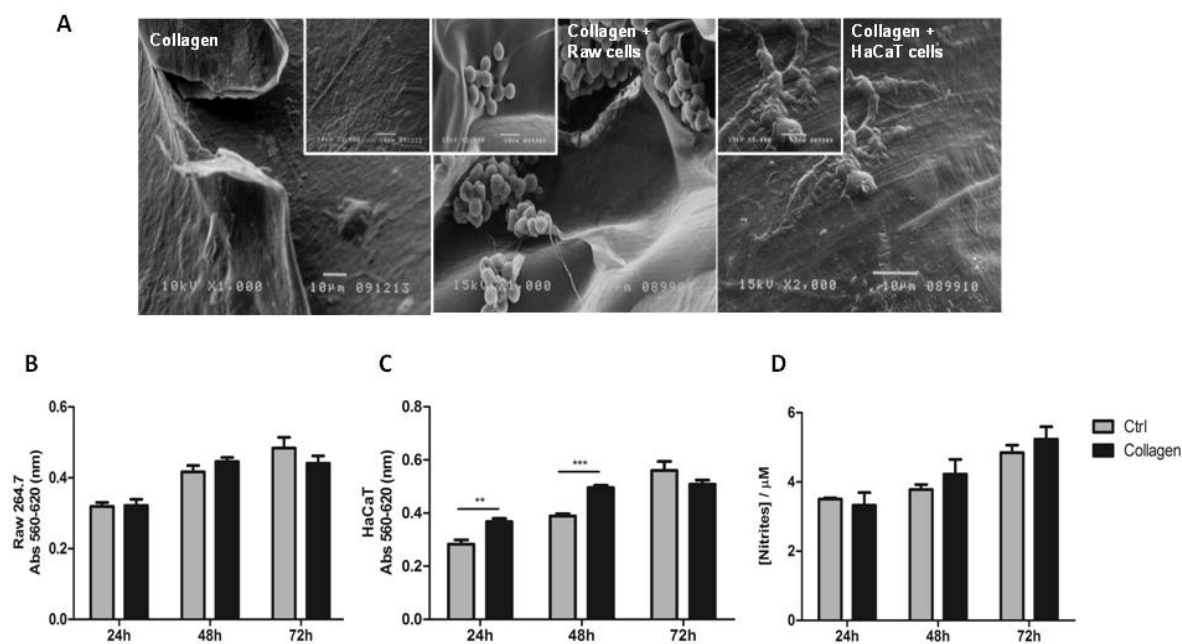 A
Collagen
Collagen +
Raw cells
Collagen +
HaCaT cells
10kV X1,000
10µm 091213
15kV
15kV X2,000
10µm 089910
B
C
D
Raw 264.7
Abs 560-620 (nm)
0.6
0.4
0.2
0.0
24h
48h
72h
HaCaT
Abs 560-620 (nm)
0.8
0.6
0.4
0.2
0.0
**
***
24h
48h
72h
[Nitrites] / µM
6
4
2
0
24h
48h
72h
Ctrl
Collagen